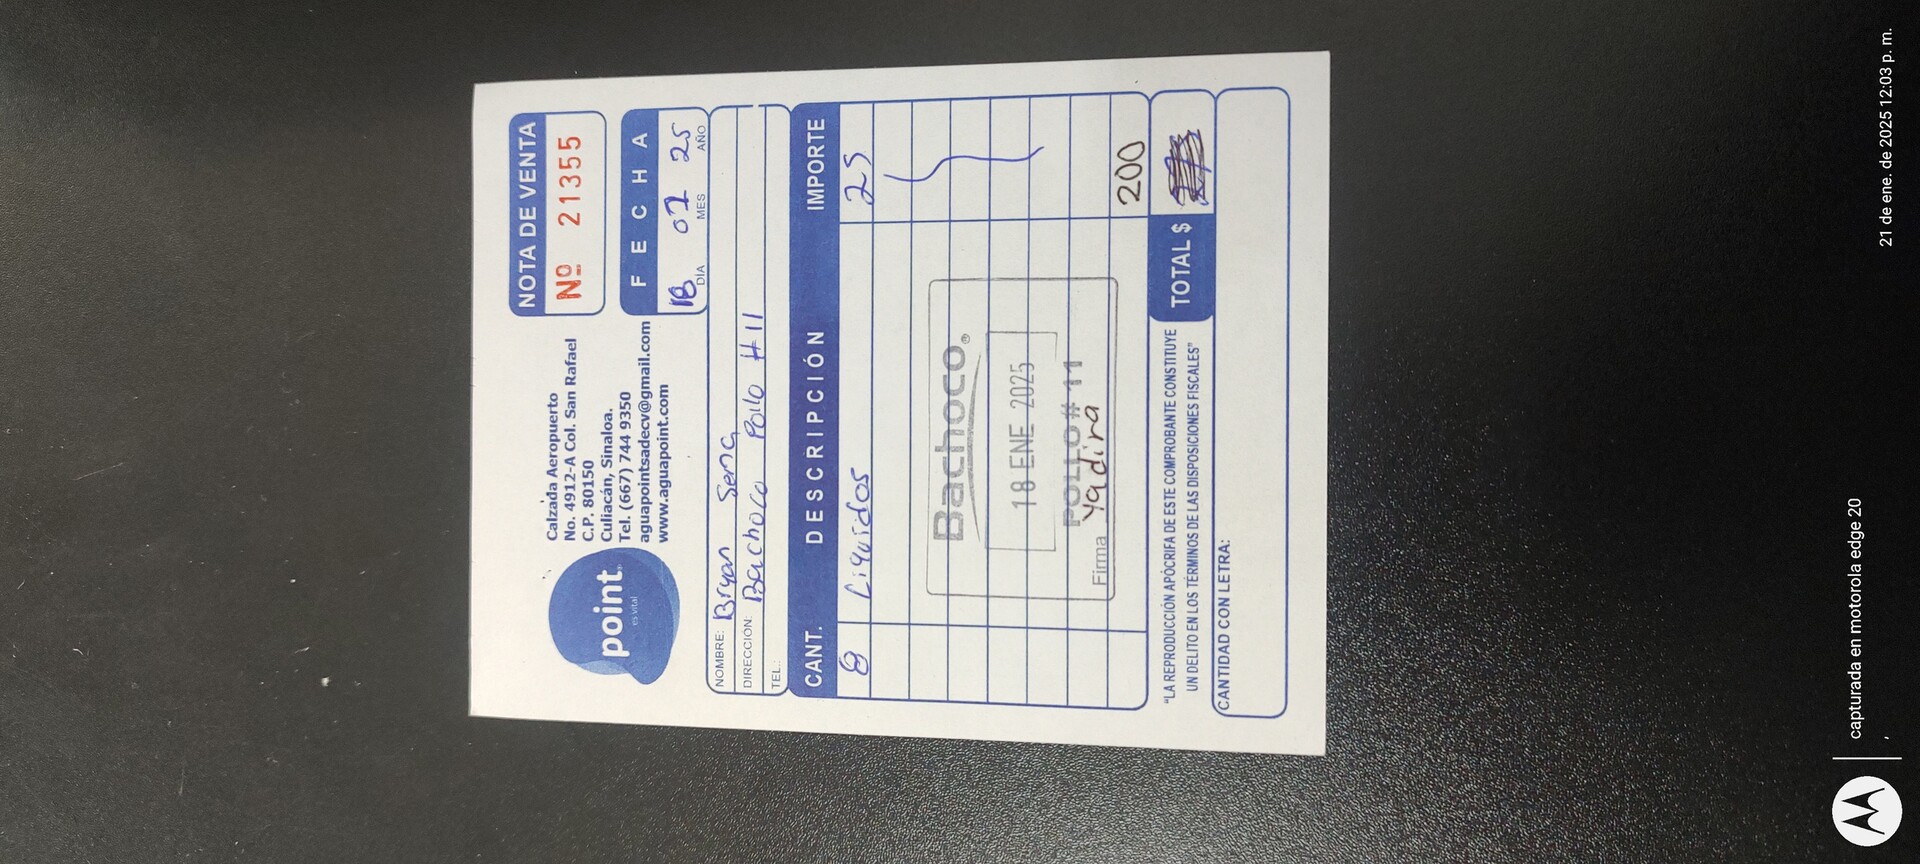 point
es vital
Calzada Aeropuerto
No. 4912-A Col. San Rafael
C.P. 80150
Culiacán, Sinaloa.
Tel. (667) 744 9350
aguapointsadecv@gmail.com
www.aguapoint.com
NOTA DE VENTA
Nº 21355
FECHA
18 01 25
DÍA MES AÑO
NOMBRE: Bryan
DIRECCIÓN: Bachoco Pollo #11
TEL.:
CANT. DESCRIPCIÓN IMPORTE
8 Liquidos 25
Bachoco®
18 ENE 2025
POLLO # 11
Yadira
Firma
200
TOTAL $
"LA REPRODUCCIÓN APÓCRIFA DE ESTE COMPROBANTE CONSTITUYE
UN DELITO EN LOS TÉRMINOS DE LAS DISPOSICIONES FISCALES"
CANTIDAD CON LETRA:
capturada en motorola edge 20
,
21 de ene. de 2025 12:03 p. m.